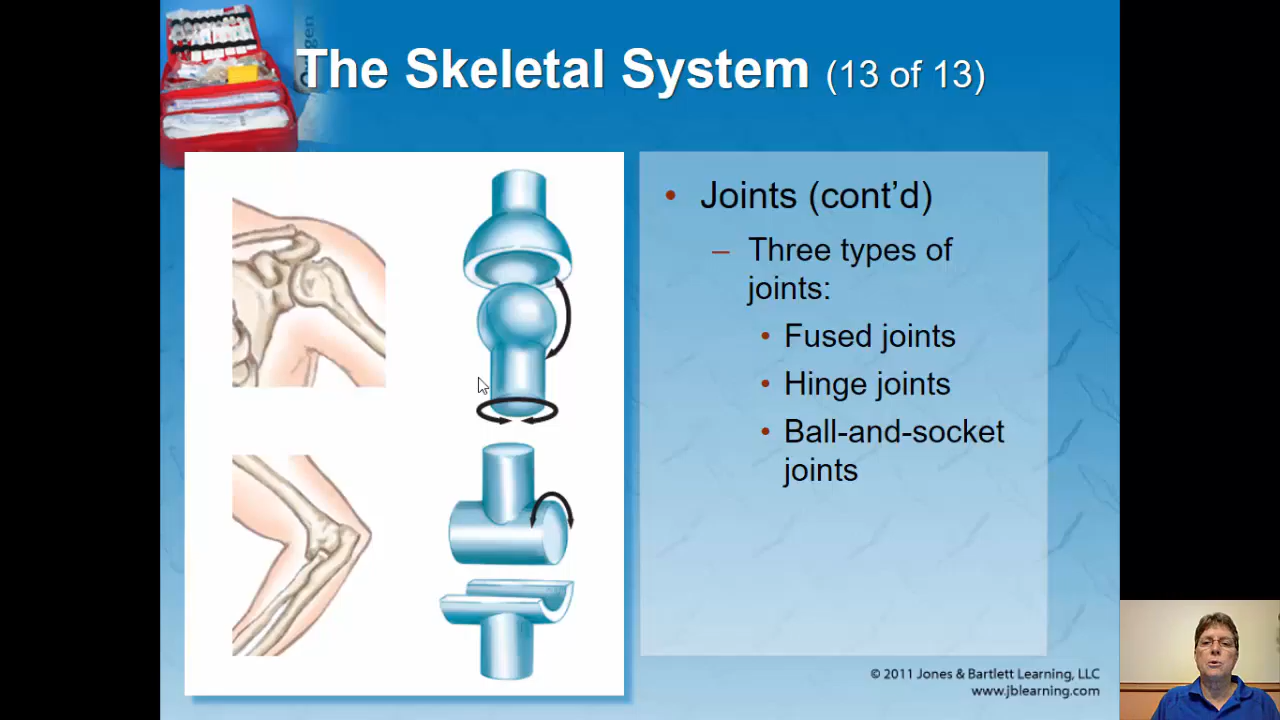 Oxygen
The Skeletal System (13 of 13)
• Joints (cont’d)
– Three types of
joints:
• Fused joints
• Hinge joints
• Ball-and-socket
joints
© 2011 Jones & Bartlett Learning, LLC
www.jblearning.com